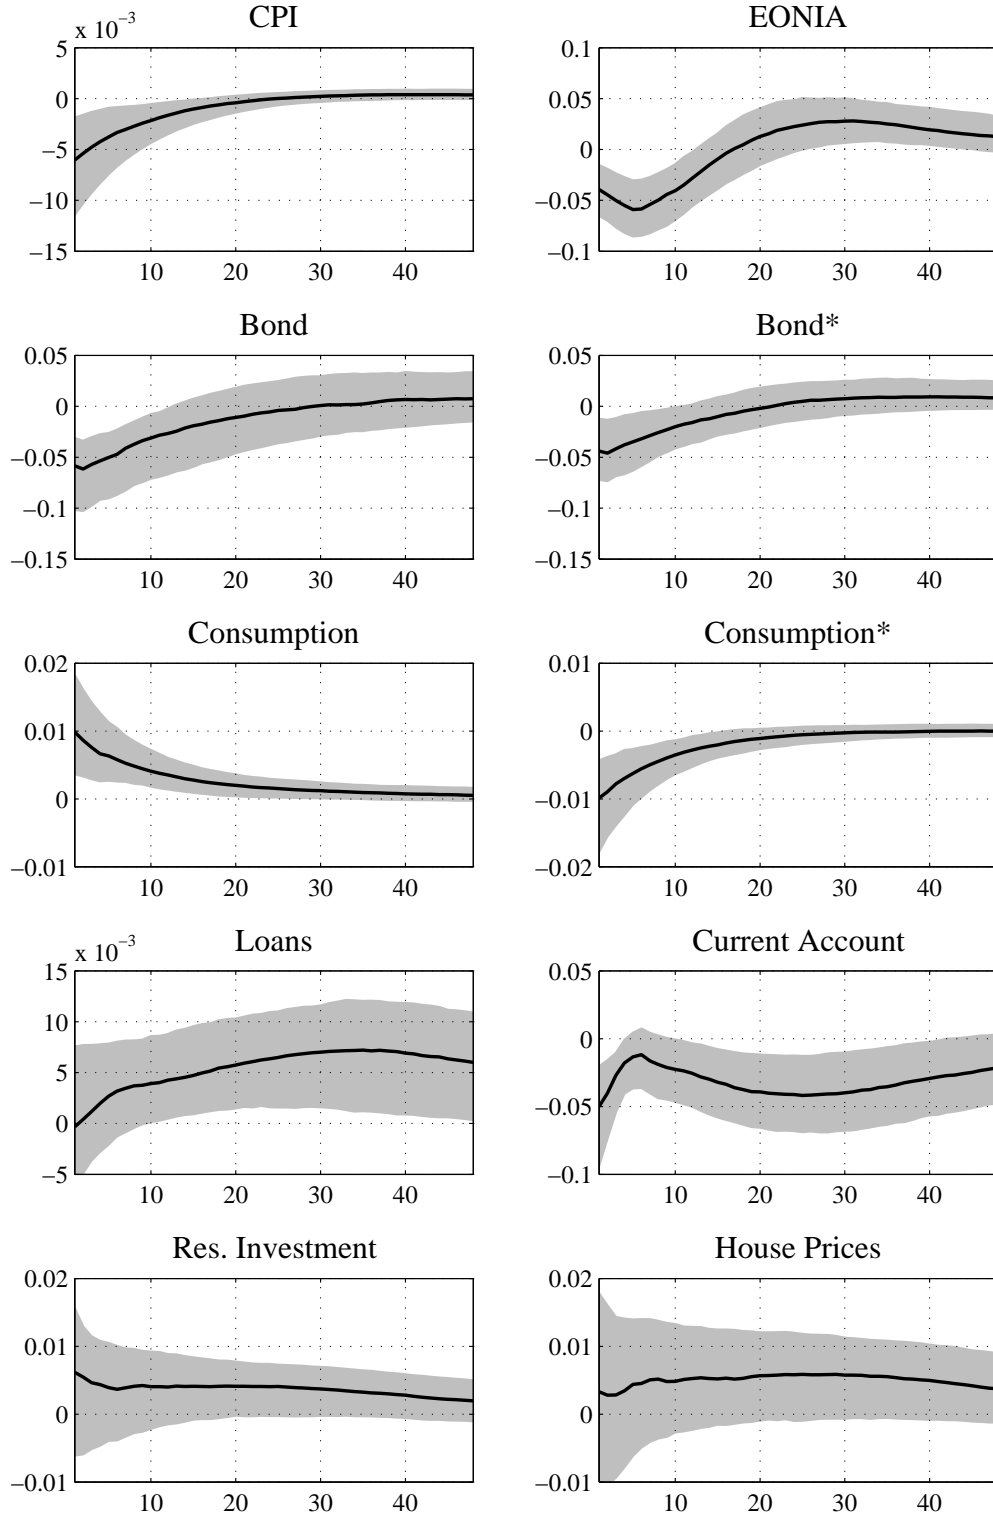 CPI
x 10⁻³
5
0
−5
−10
−15
10 20 30 40
EONIA
0.1
0.05
0
−0.05
−0.1
10 20 30 40
Bond
0.05
0
−0.05
−0.1
−0.15
10 20 30 40
Bond*
0.05
0
−0.05
−0.1
−0.15
10 20 30 40
Consumption
0.02
0.01
0
−0.01
10 20 30 40
Consumption*
0.01
0
−0.01
−0.02
10 20 30 40
Loans
x 10⁻³
15
10
5
0
−5
10 20 30 40
Current Account
0.05
0
−0.05
−0.1
10 20 30 40
Res. Investment
0.02
0.01
0
−0.01
10 20 30 40
House Prices
0.02
0.01
0
−0.01
10 20 30 40